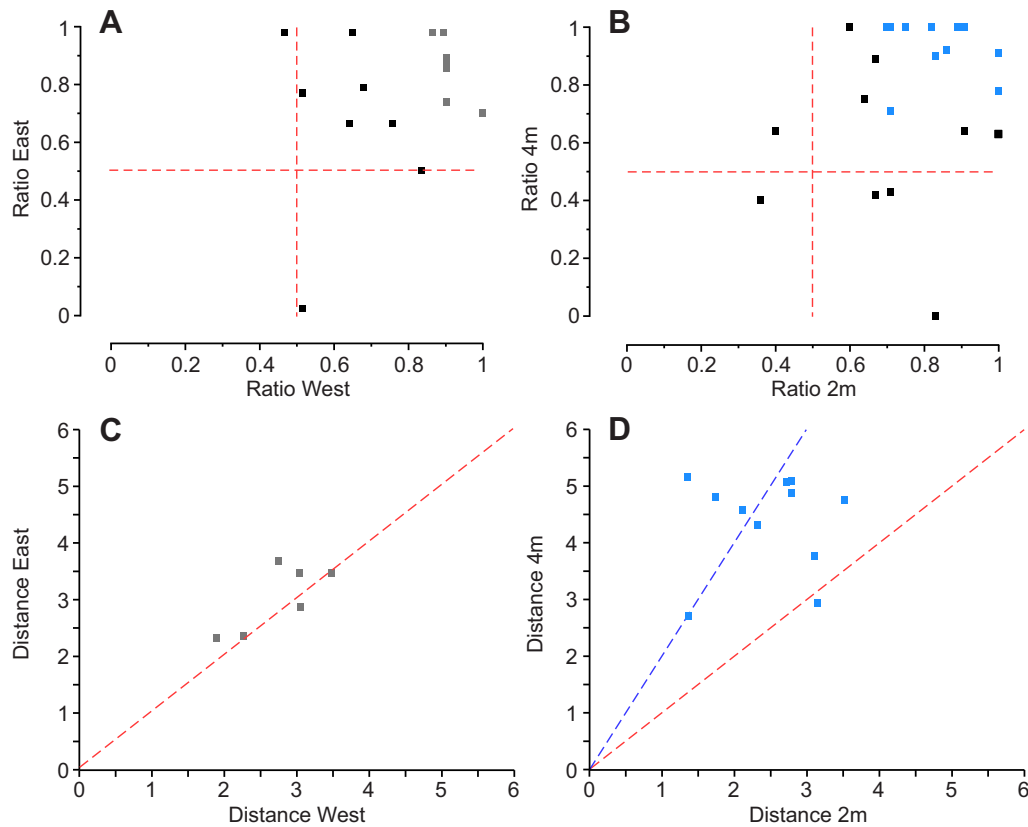 A
Ratio East
1
0.8
0.6
0.4
0.2
0
0 0.2 0.4 0.6 0.8 1
Ratio West
B
Ratio 4m
1
0.8
0.6
0.4
0.2
0
0 0.2 0.4 0.6 0.8 1
Ratio 2m
C
Distance East
6
5
4
3
2
1
0
0 1 2 3 4 5 6
Distance West
D
Distance 4m
6
5
4
3
2
1
0
0 1 2 3 4 5 6
Distance 2m